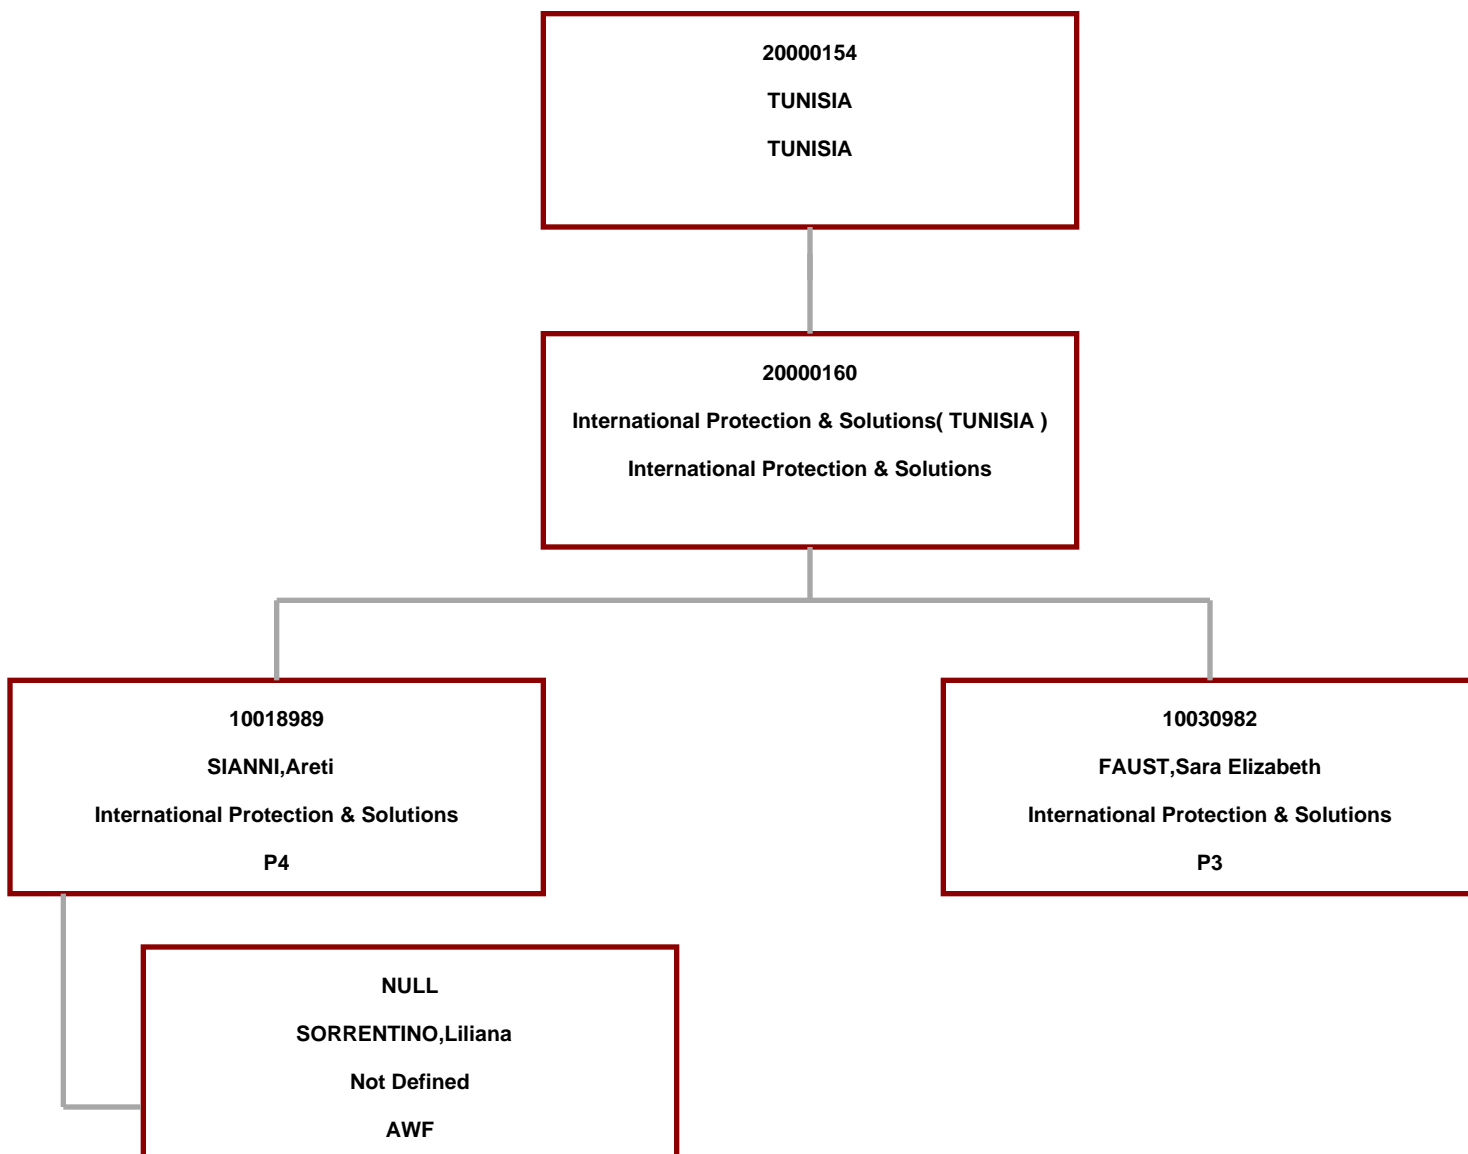 20000154
TUNISIA
TUNISIA
20000160
International Protection & Solutions( TUNISIA )
International Protection & Solutions
10018989
SIANNI,Areti
International Protection & Solutions
P4
10030982
FAUST,Sara Elizabeth
International Protection & Solutions
P3
NULL
SORRENTINO,Liliana
Not Defined
AWF